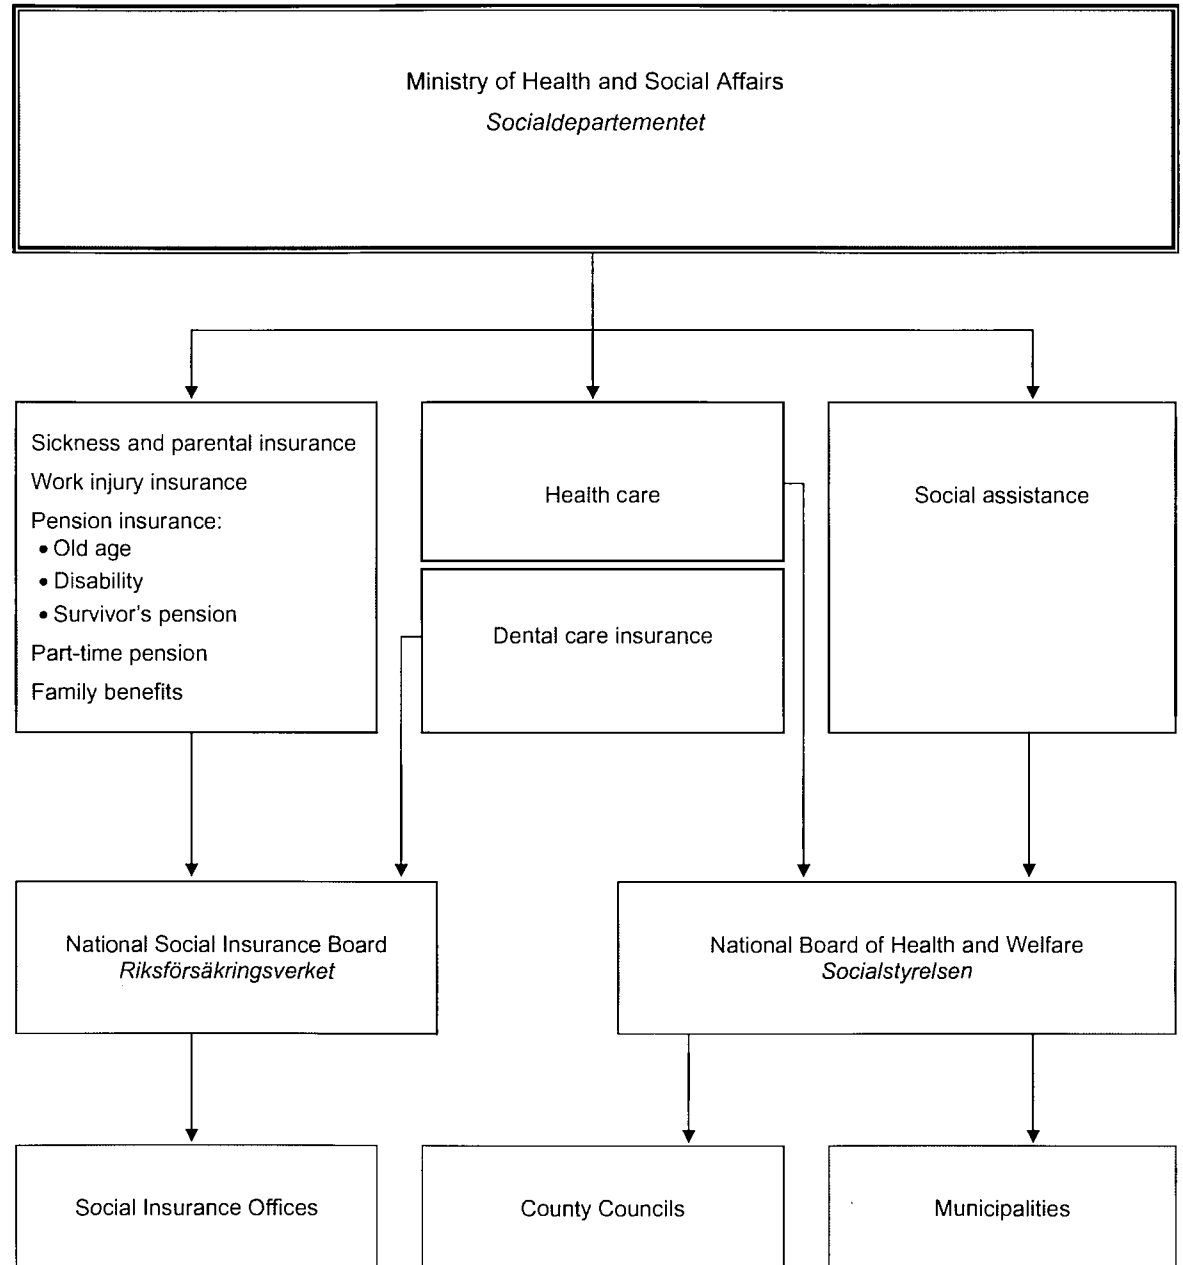 Ministry of Health and Social Affairs
Socialdepartementet
Sickness and parental insurance
Work injury insurance
Pension insurance:
• Old age
• Disability
• Survivor's pension
Part-time pension
Family benefits
Health care
Dental care insurance
Social assistance
National Social Insurance Board
Riksförsäkringsverket
National Board of Health and Welfare
Socialstyrelsen
Social Insurance Offices
County Councils
Municipalities